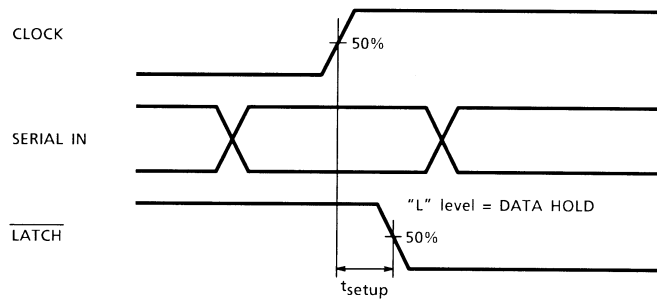 CLOCK
50%
SERIAL IN
"L" level = DATA HOLD
LATCH
50%
tsetup